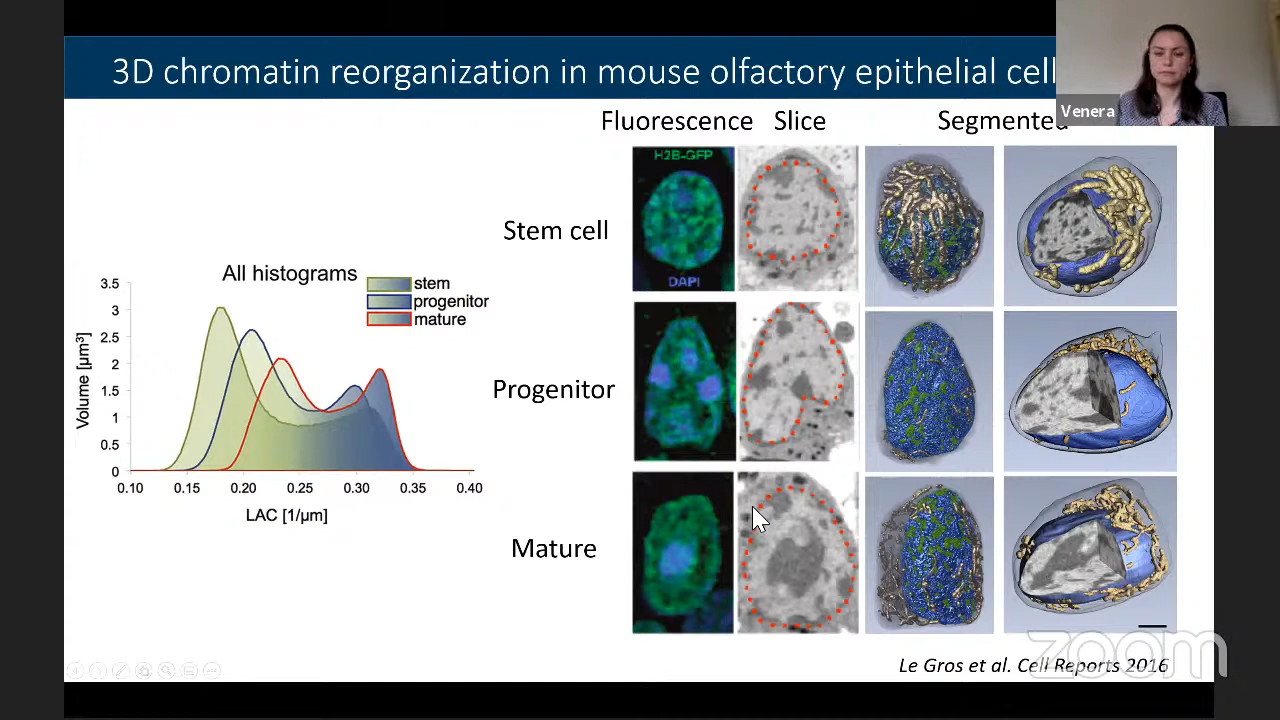 3D chromatin reorganization in mouse olfactory epithelial cell
Venera
Fluorescence
Slice
Segmented
H2B-GFP
DAPI
Stem cell
Progenitor
Mature
All histograms
stem
progenitor
mature
Volume [µm³]
3.5
3
2.5
2
1.5
1
0.5
0
0.10
0.15
0.20
0.25
0.30
0.35
0.40
LAC [1/µm]
Le Gros et al. Cell Reports 2016
zoom